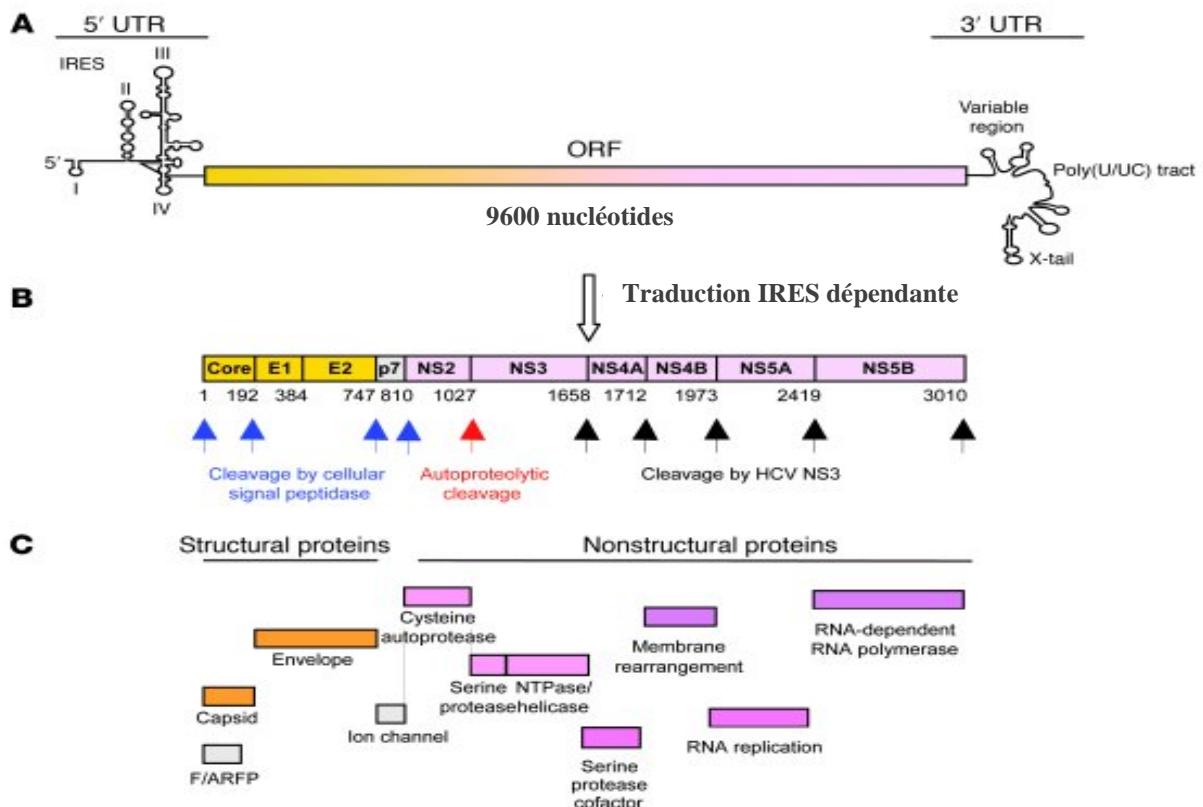 A
5′ UTR
3′ UTR
IRES
III
II
5′
I
IV
ORF
9600 nucléotides
Variable
region
Poly(U/UC) tract
X-tail
B
Traduction IRES dépendante
Core E1 E2 p7 NS2 NS3 NS4A NS4B NS5A NS5B
1 192 384 747 810 1027 1658 1712 1973 2419 3010
Cleavage by cellular
signal peptidase
Autoproteolytic
cleavage
Cleavage by HCV NS3
C
Structural proteins
Nonstructural proteins
Cysteine
autoprotease
Envelope
Membrane
rearrangement
RNA-dependent
RNA polymerase
Serine NTPase/
proteasehelicase
Capsid
Ion channel
RNA replication
F/ARFP
Serine
protease
cofactor